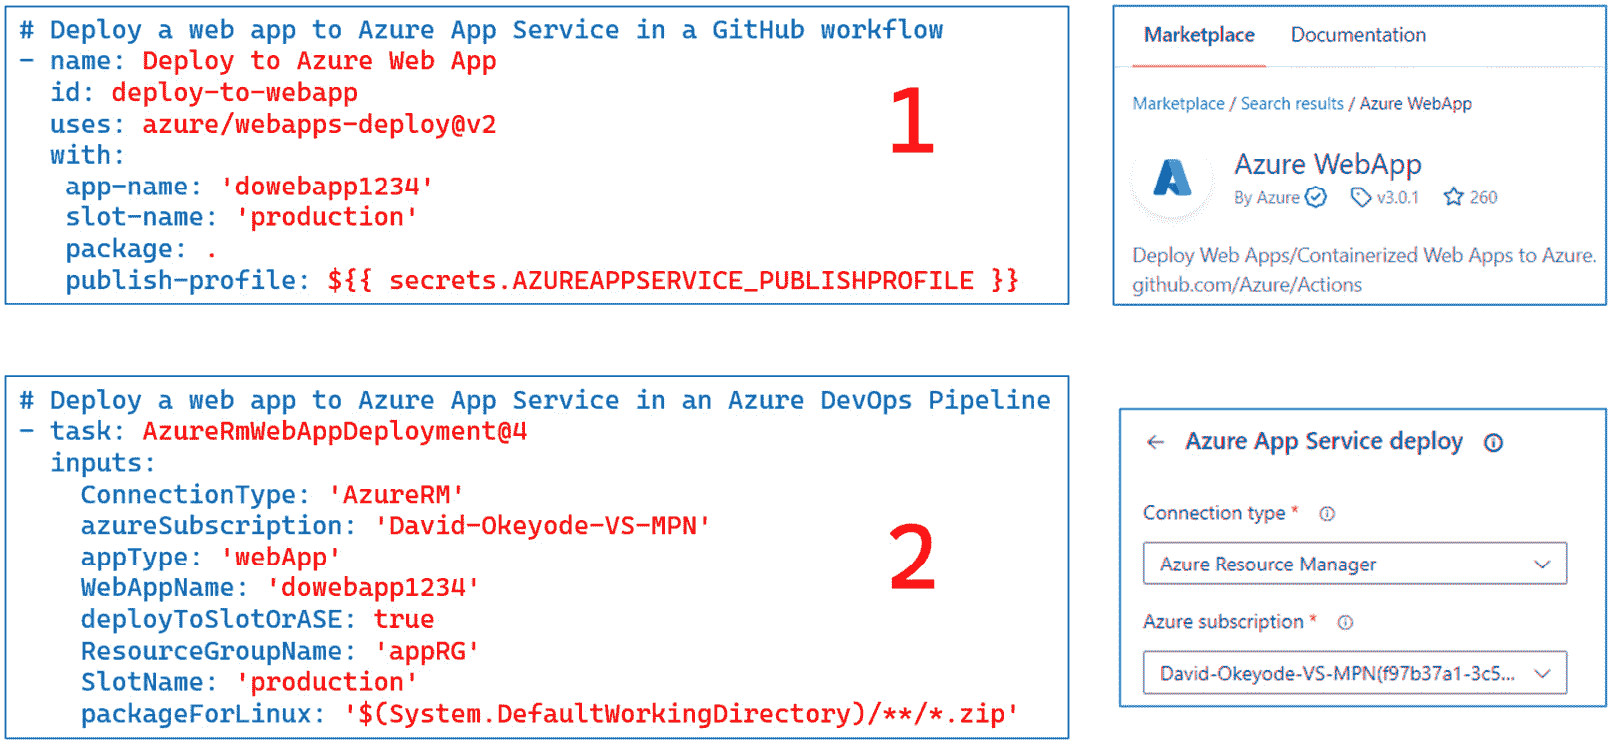 # Deploy a web app to Azure App Service in a GitHub workflow
- name: Deploy to Azure Web App
id: deploy-to-webapp
uses: azure/webapps-deploy@v2
with:
app-name: 'dowebapp1234'
slot-name: 'production'
package: .
publish-profile: ${{ secrets.AZUREAPPSERVICE_PUBLISHPROFILE }}
1
Marketplace Documentation
Marketplace / Search results / Azure WebApp
Azure WebApp
By Azure v3.0.1 260
Deploy Web Apps/Containerized Web Apps to Azure.
github.com/Azure/Actions
# Deploy a web app to Azure App Service in an Azure DevOps Pipeline
- task: AzureRmWebAppDeployment@4
inputs:
ConnectionType: 'AzureRM'
azureSubscription: 'David-Okeyode-VS-MPN'
appType: 'webApp'
WebAppName: 'dowebapp1234'
deployToSlotOrASE: true
ResourceGroupName: 'appRG'
SlotName: 'production'
packageForLinux: '$(System.DefaultWorkingDirectory)/**/*.zip'
2
← Azure App Service deploy
Connection type *
Azure Resource Manager
Azure subscription *
David-Okeyode-VS-MPN(f97b37a1-3c5...